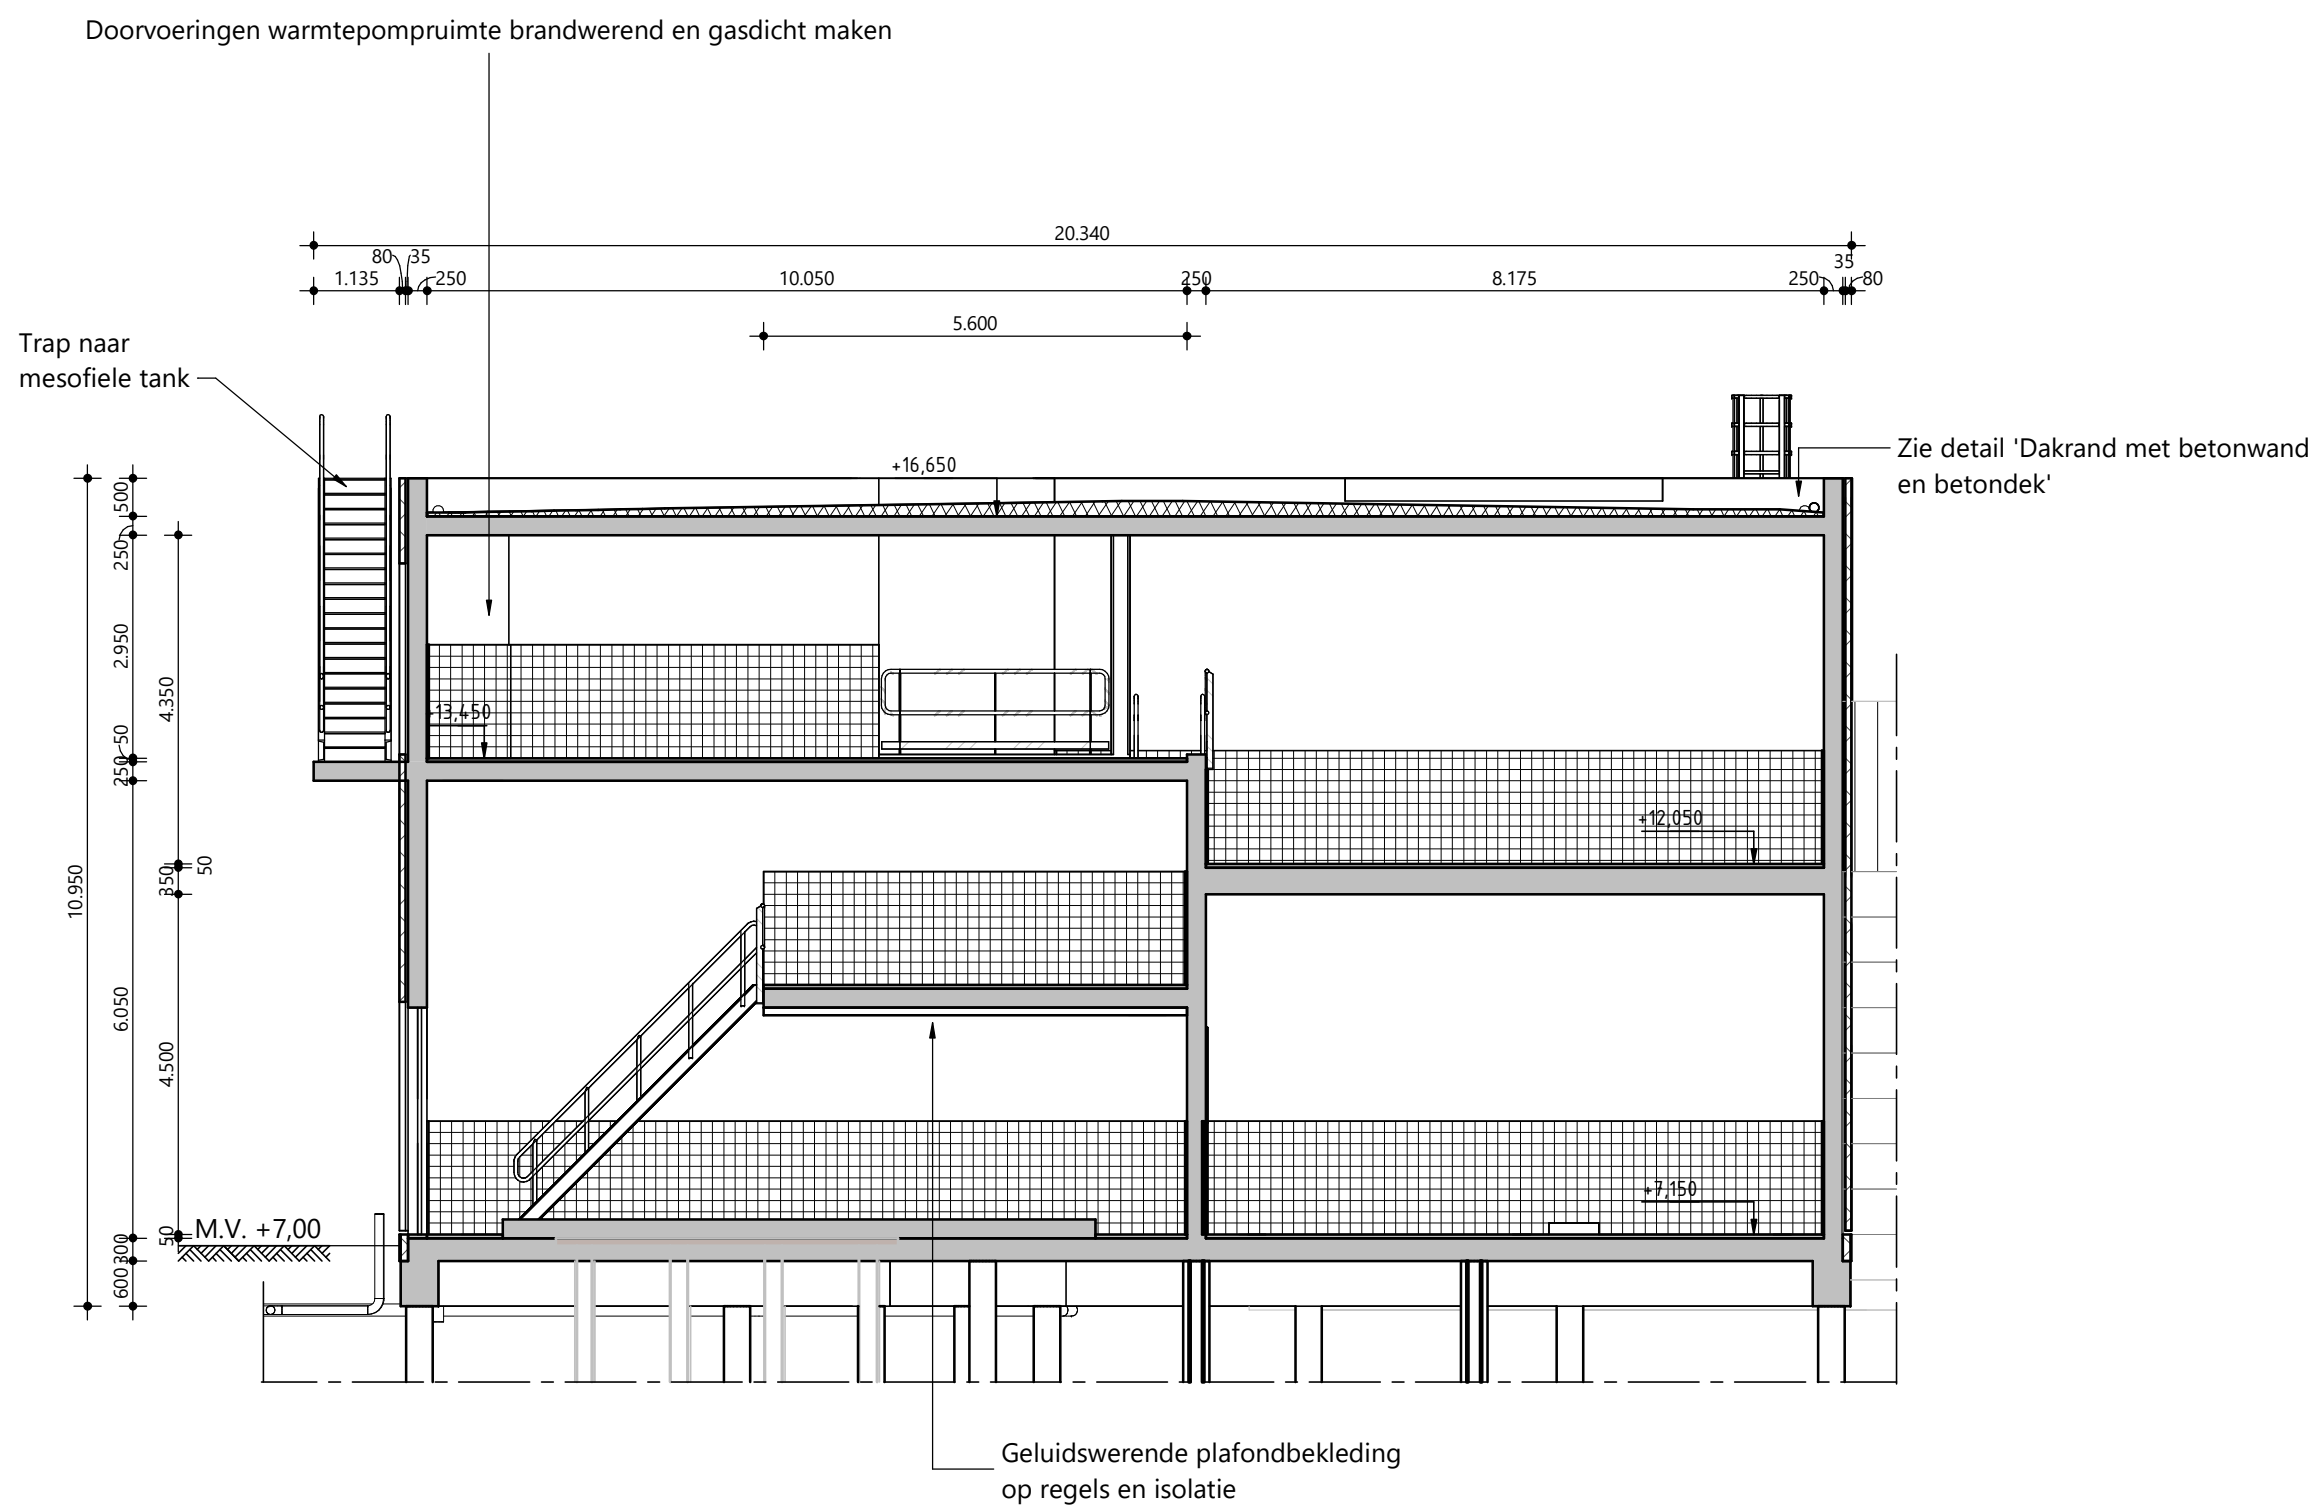 Doorvoeringen warmtepompruimte brandwerend en gasdicht maken
20.340
80 35
35
1.135 250 10.050 250 8.175 250 80
5.600
Trap naar
mesofiele tank
Zie detail 'Dakrand met betonwand
en betondek'
+16,650
500
250
2.950
4.350
+13,450
50
250
+12,050
50
350
10.950
6.050
4.500
+7,150
M.V. +7,00
50
300
600
Geluidswerende plafondbekleding
op regels en isolatie